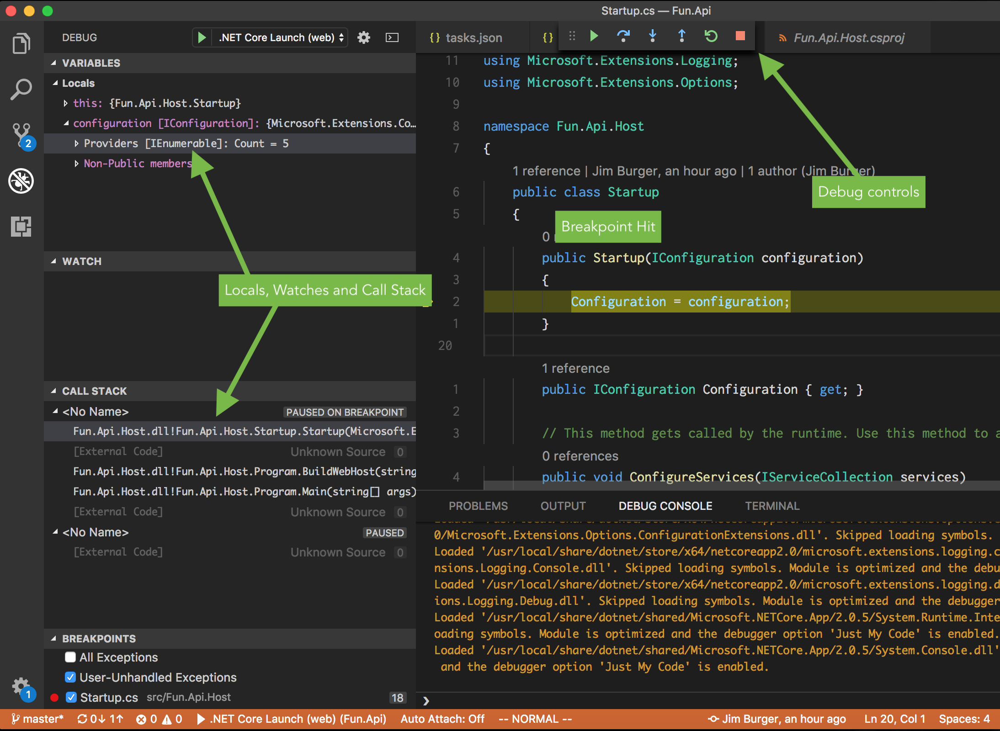 Startup.cs — Fun.Api
DEBUG
.NET Core Launch (web)
VARIABLES
Locals
this: {Fun.Api.Host.Startup}
configuration [IConfiguration]: {Microsoft.Extensions.Co…
Providers [IEnumerable]: Count = 5
Non-Public members
WATCH
Locals, Watches and Call Stack
CALL STACK
<No Name> PAUSED ON BREAKPOINT
Fun.Api.Host.dll!Fun.Api.Host.Startup.Startup(Microsoft.E
[External Code] Unknown Source 0
Fun.Api.Host.dll!Fun.Api.Host.Program.BuildWebHost(string
Fun.Api.Host.dll!Fun.Api.Host.Program.Main(string[] args)
[External Code] Unknown Source 0
<No Name> PAUSED
[External Code] Unknown Source 0
BREAKPOINTS
All Exceptions
User-Unhandled Exceptions
Startup.cs src/Fun.Api.Host 18
2
1
{} tasks.json {} Fun.Api.Host.csproj
11 using Microsoft.Extensions.Logging;
10 using Microsoft.Extensions.Options;
9
8 namespace Fun.Api.Host
7 {
1 reference | Jim Burger, an hour ago | 1 author (Jim Burger)
Debug controls
6 public class Startup
5 {
Breakpoint Hit
0
4 public Startup(IConfiguration configuration)
3 {
2 Configuration = configuration;
1 }
20
1 reference
1 public IConfiguration Configuration { get; }
2
3 // This method gets called by the runtime. Use this method to a
0 references
4 public void ConfigureServices(IServiceCollection services)
PROBLEMS OUTPUT DEBUG CONSOLE TERMINAL
Loaded '/usr/local/share/dotnet/store/x64/netcoreapp2.0/microsoft.extensions.options.c
0/Microsoft.Extensions.Options.ConfigurationExtensions.dll'. Skipped loading symbols.
Loaded '/usr/local/share/dotnet/store/x64/netcoreapp2.0/microsoft.extensions.logging.c
nsions.Logging.Console.dll'. Skipped loading symbols. Module is optimized and the debu
Loaded '/usr/local/share/dotnet/store/x64/netcoreapp2.0/microsoft.extensions.logging.d
ions.Logging.Debug.dll'. Skipped loading symbols. Module is optimized and the debugger
Loaded '/usr/local/share/dotnet/shared/Microsoft.NETCore.App/2.0.5/System.Runtime.Inte
oading symbols. Module is optimized and the debugger option 'Just My Code' is enabled.
Loaded '/usr/local/share/dotnet/shared/Microsoft.NETCore.App/2.0.5/System.Console.dll'
and the debugger option 'Just My Code' is enabled.
❯
master* 0↓ 1↑ 0 0 .NET Core Launch (web) (Fun.Api) Auto Attach: Off -- NORMAL -- Jim Burger, an hour ago Ln 20, Col 1 Spaces: 4